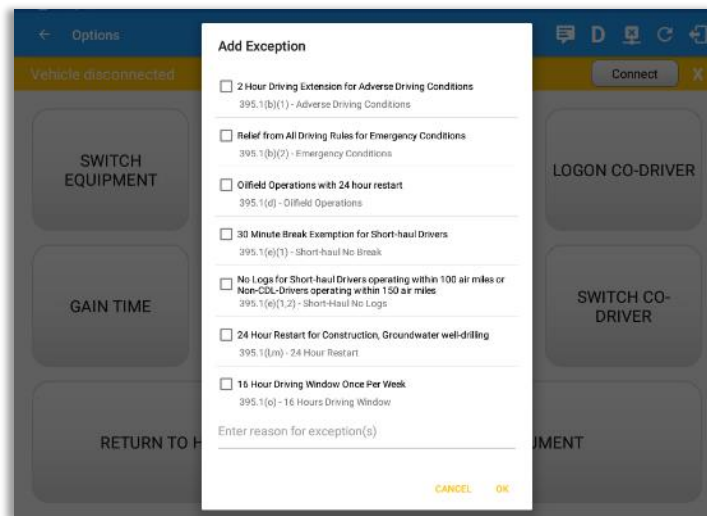 Options
D
Vehicle disconnected
Connect
X
SWITCH
EQUIPMENT
LOGON CO-DRIVER
GAIN TIME
SWITCH CO-
DRIVER
RETURN TO H
UMENT
Add Exception
2 Hour Driving Extension for Adverse Driving Conditions
395.1(b)(1) - Adverse Driving Conditions
Relief from All Driving Rules for Emergency Conditions
395.1(b)(2) - Emergency Conditions
Oilfield Operations with 24 hour restart
395.1(d) - Oilfield Operations
30 Minute Break Exemption for Short-haul Drivers
395.1(e)(1) - Short-haul No Break
No Logs for Short-haul Drivers operating within 100 air miles or
Non-CDL-Drivers operating within 150 air miles
395.1(e)(1,2) - Short-Haul No Logs
24 Hour Restart for Construction, Groundwater well-drilling
395.1(l,m) - 24 Hour Restart
16 Hour Driving Window Once Per Week
395.1(o) - 16 Hours Driving Window
Enter reason for exception(s)
CANCEL
OK